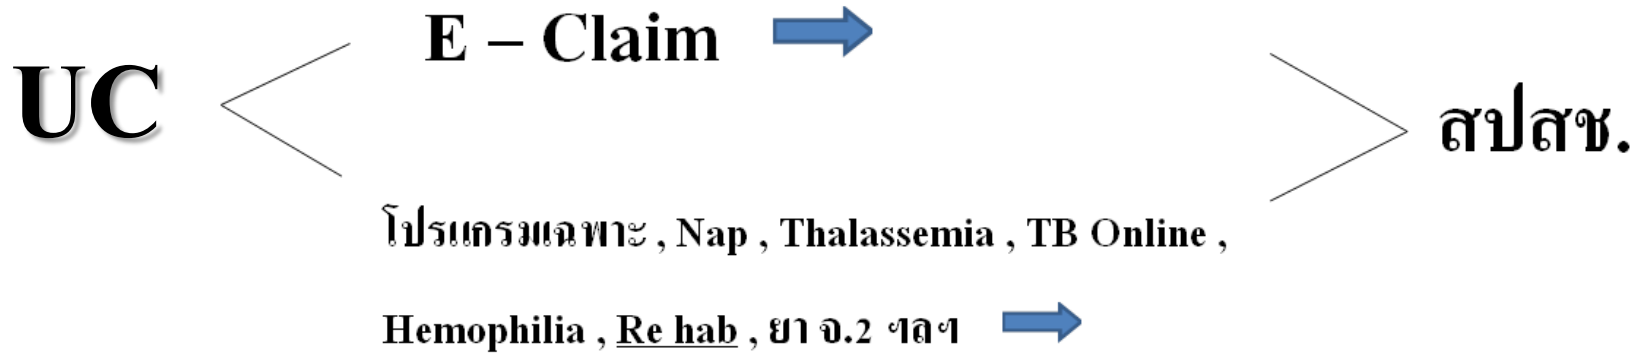 UC
E – Claim
โปรแกรมเฉพาะ , Nap , Thalassemia , TB Online ,
Hemophilia , Re hab , ยา จ.2 ฯลฯ
สปสช.